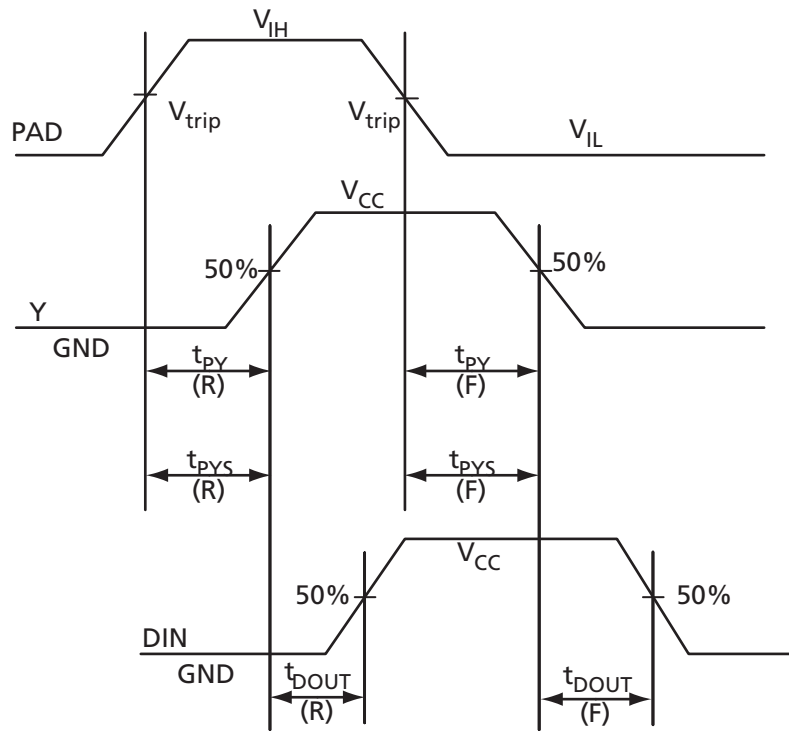 V_IH
V_trip
V_trip
PAD
V_IL
V_CC
50%
50%
Y
GND
t_PY
(R)
t_PY
(F)
t_PYS
(R)
t_PYS
(F)
V_CC
50%
50%
DIN
GND
t_DOUT
(R)
t_DOUT
(F)